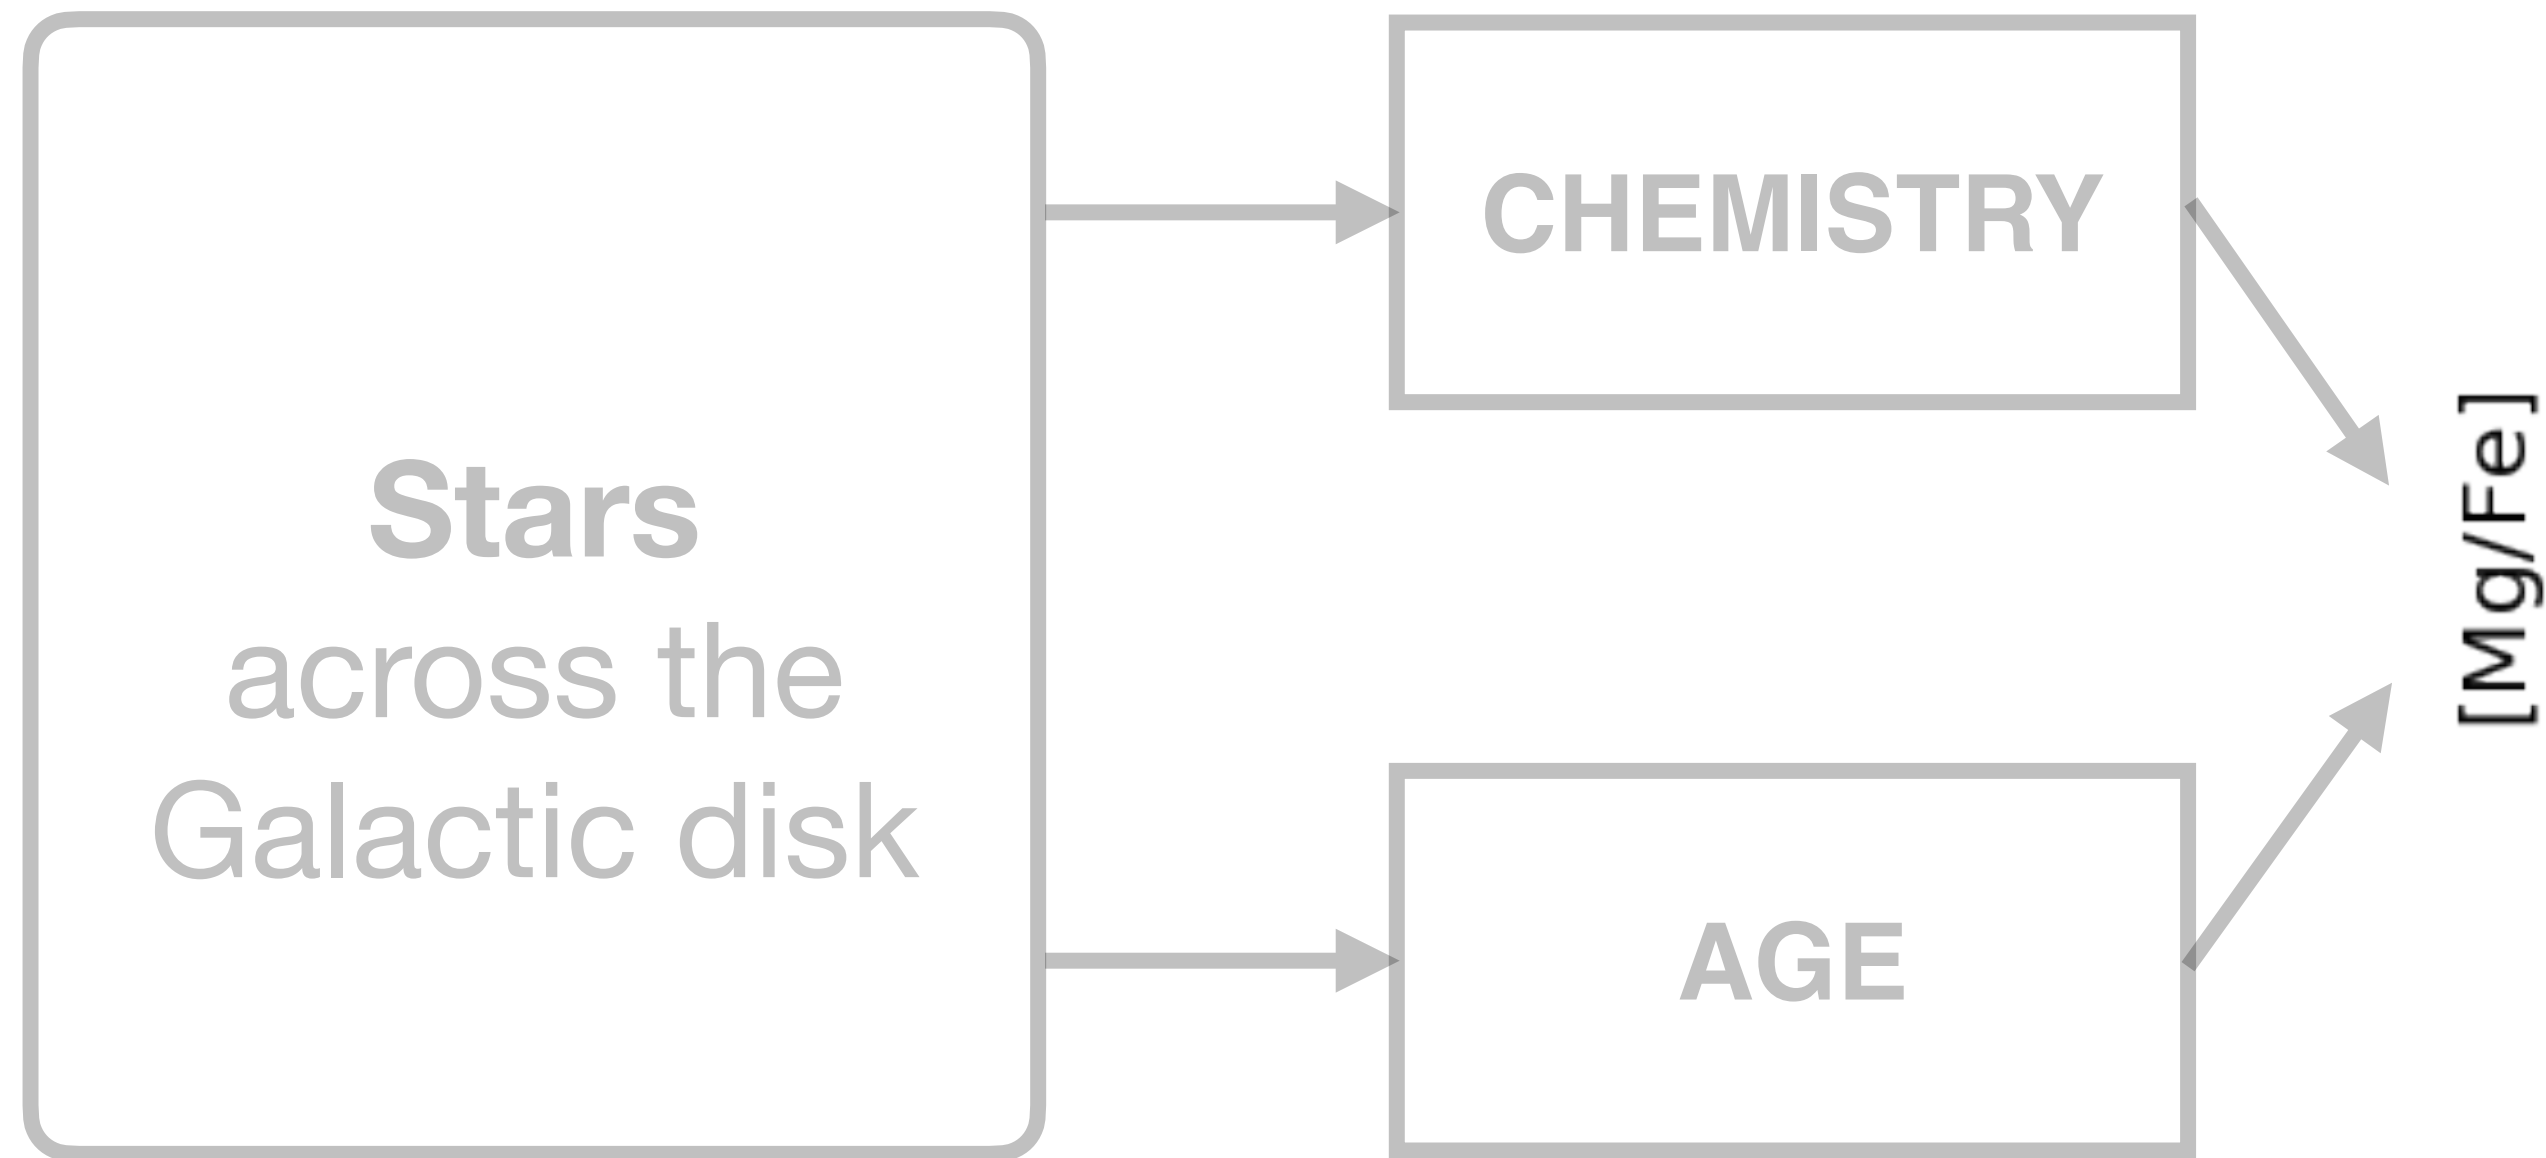 Stars
across the
Galactic disk
CHEMISTRY
AGE
[Mg/Fe]